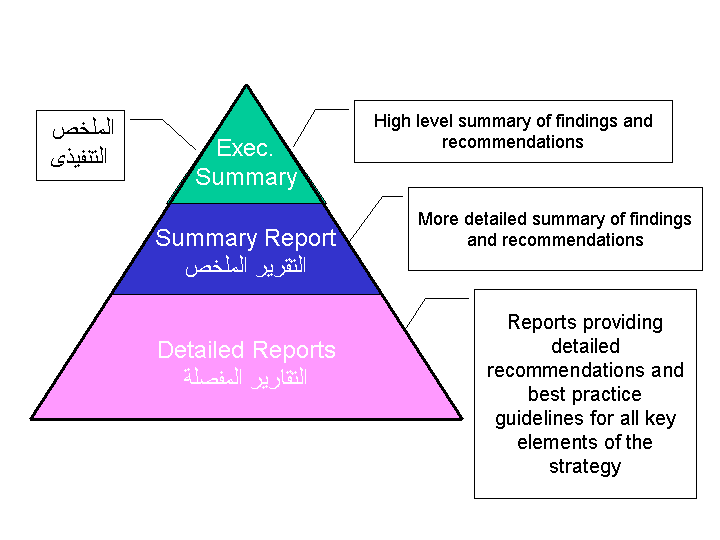 الملخص
التنفيذى
Exec.
Summary
High level summary of findings and
recommendations
Summary Report
التقرير الملخص
More detailed summary of findings
and recommendations
Detailed Reports
التقارير المفصلة
Reports providing
detailed
recommendations and
best practice
guidelines for all key
elements of the
strategy